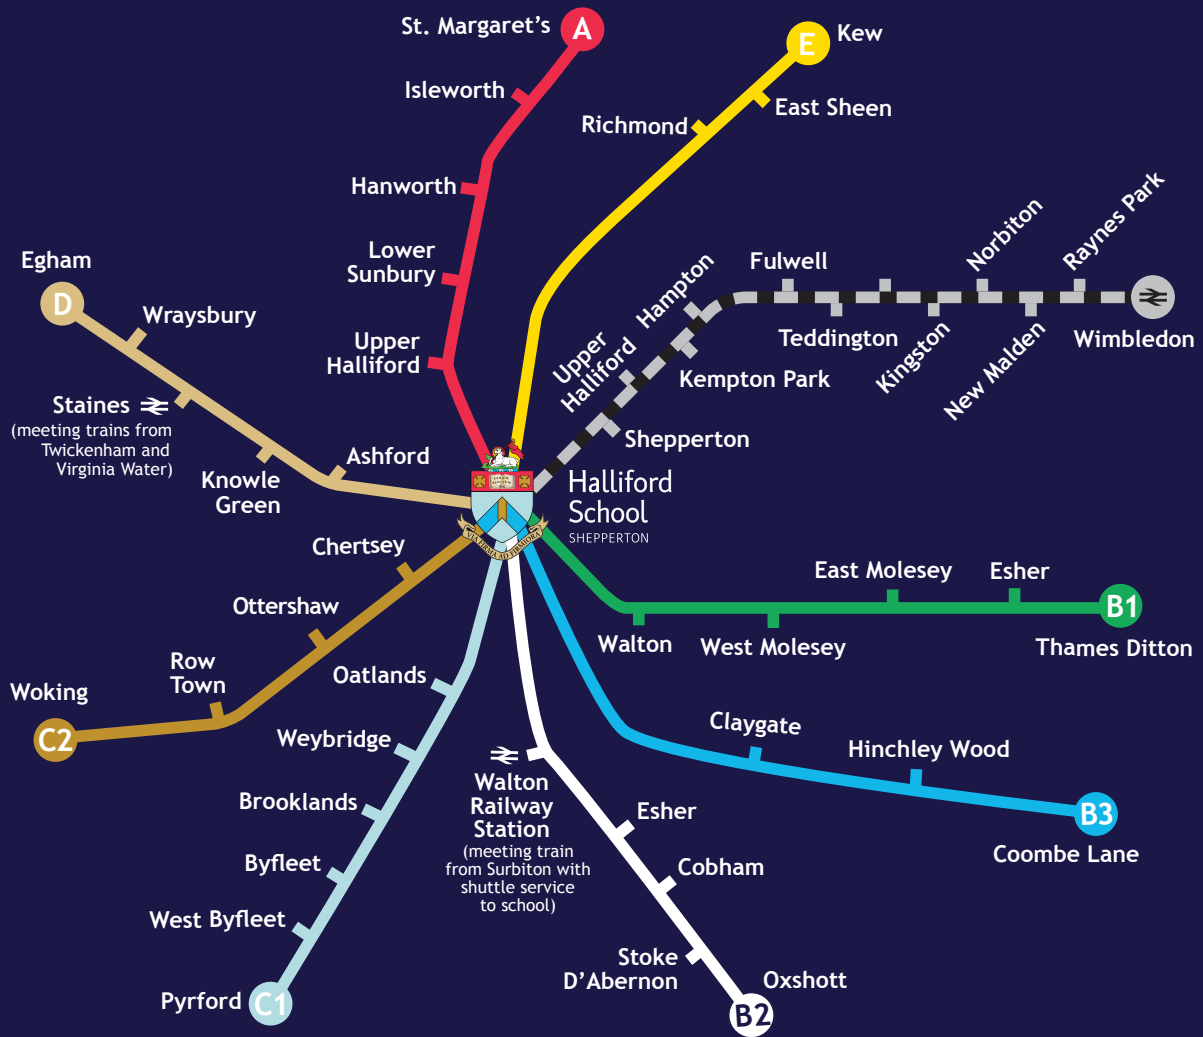 St. Margaret's
A
E
Kew
Isleworth
East Sheen
Richmond
Hanworth
Lower
Sunbury
Upper
Halliford
Egham
D
Wraysbury
Staines
(meeting trains from
Twickenham and
Virginia Water)
Knowle
Green
Ashford
Fulwell
Norbiton
Raynes Park
Hampton
Upper
Halliford
Teddington
Kingston
New Malden
Wimbledon
Kempton Park
Shepperton
Halliford
School
SHEPPERTON
VIA FIRMA AD FIRMIORA
Chertsey
Ottershaw
Row
Town
Woking
C2
East Molesey
Esher
B1
Walton
West Molesey
Thames Ditton
Oatlands
Weybridge
Brooklands
Byfleet
West Byfleet
Pyrford
C1
Claygate
Hinchley Wood
B3
Coombe Lane
Walton
Railway
Station
(meeting train
from Surbiton with
shuttle service
to school)
Esher
Cobham
Stoke
D'Abernon
Oxshott
B2